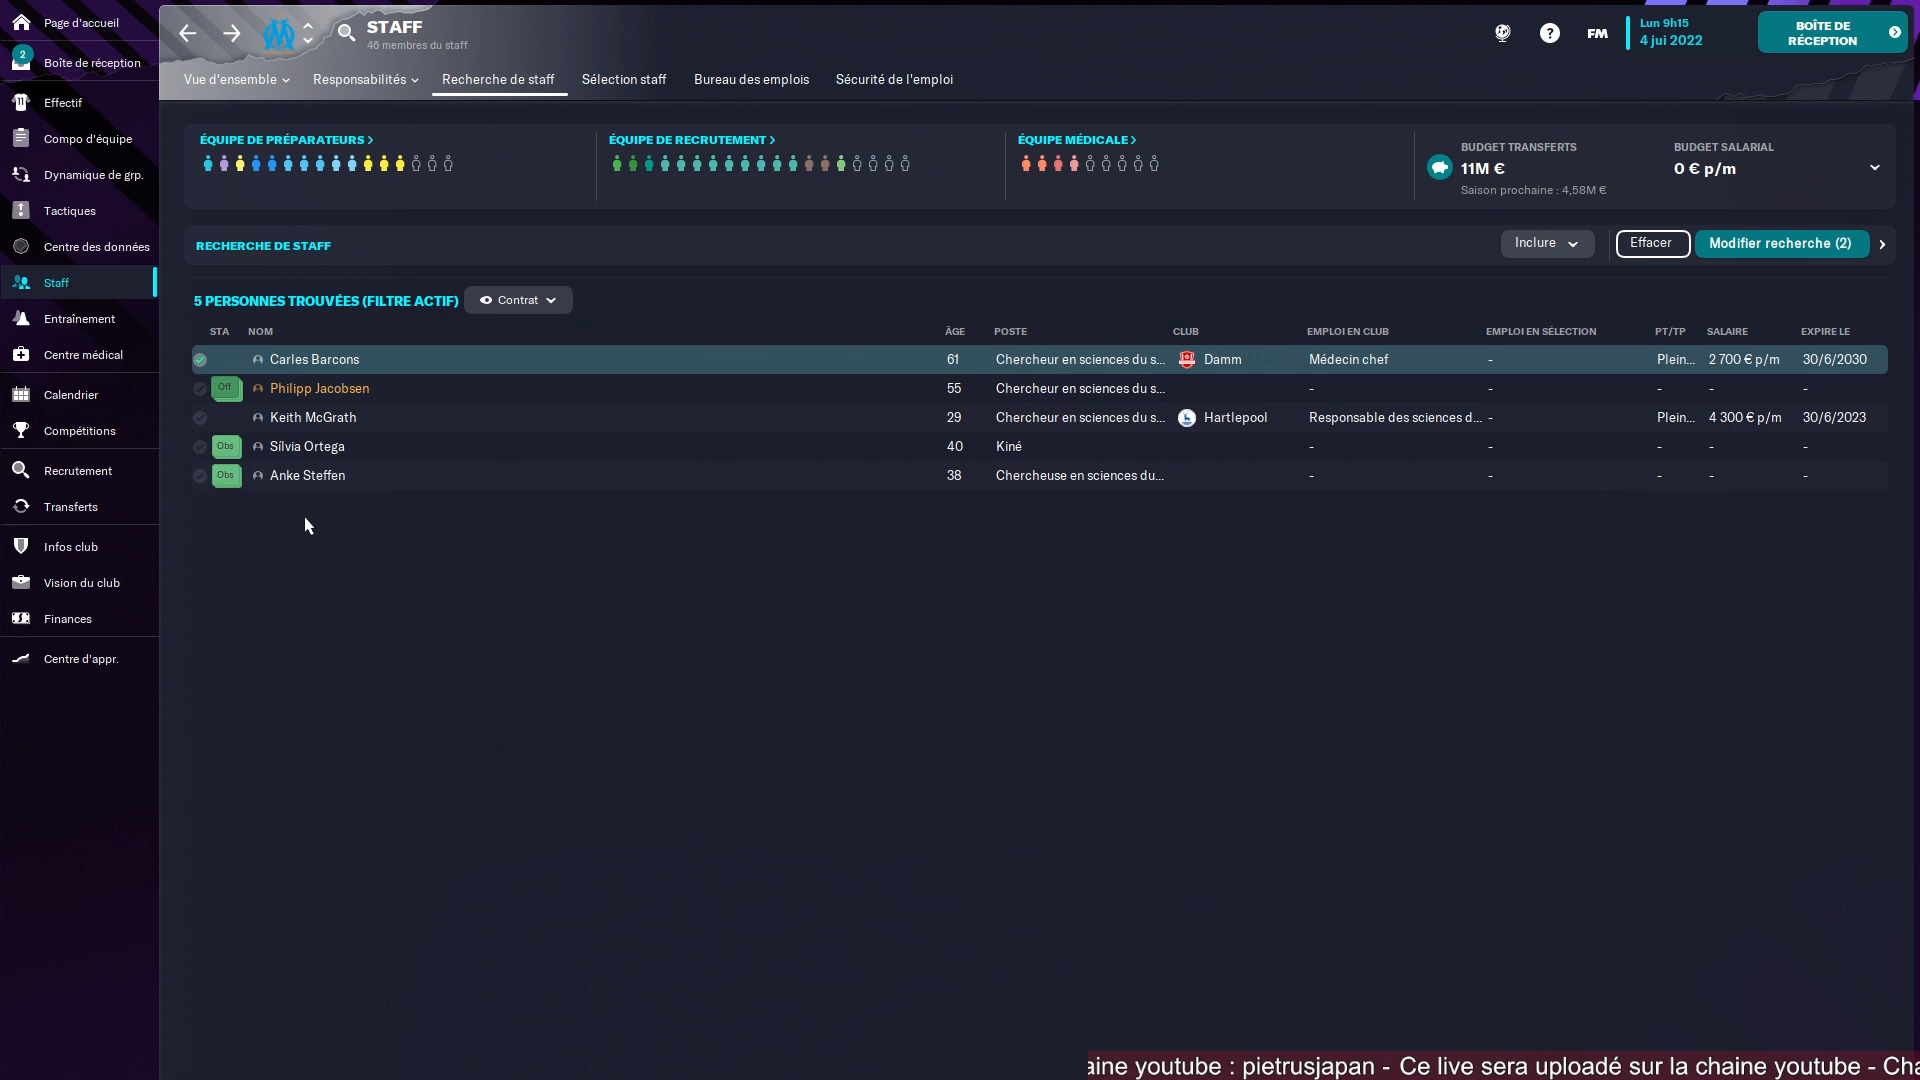 Page d'accueil
2
Boîte de réception
Effectif
Compo d'équipe
Dynamique de grp.
Tactiques
Centre des données
Staff
Entraînement
Centre médical
Calendrier
Compétitions
Recrutement
Transferts
Infos club
Vision du club
Finances
Centre d'appr.
STAFF
46 membres du staff
FM
Lun 9h15
4 jui 2022
BOÎTE DE
RÉCEPTION
Vue d'ensemble Responsabilités Recherche de staff Sélection staff Bureau des emplois Sécurité de l'emploi
ÉQUIPE DE PRÉPARATEURS > ÉQUIPE DE RECRUTEMENT > ÉQUIPE MÉDICALE >
BUDGET TRANSFERTS BUDGET SALARIAL
11M € 0 € p/m
Saison prochaine : 4,58M €
RECHERCHE DE STAFF Inclure Effacer Modifier recherche (2)
5 PERSONNES TROUVÉES (FILTRE ACTIF) Contrat
STA NOM ÂGE POSTE CLUB EMPLOI EN CLUB EMPLOI EN SÉLECTION PT/TP SALAIRE EXPIRE LE
Carles Barcons 61 Chercheur en sciences du s... Damm Médecin chef - Plein... 2 700 € p/m 30/6/2030
Off Philipp Jacobsen 55 Chercheur en sciences du s... - - - - -
Keith McGrath 29 Chercheur en sciences du s... Hartlepool Responsable des sciences d... - Plein... 4 300 € p/m 30/6/2023
Obs Sílvia Ortega 40 Kiné - - - - -
Obs Anke Steffen 38 Chercheuse en sciences du... - - - - -
aine youtube : pietrusjapan - Ce live sera uploadé sur la chaine youtube - Cha